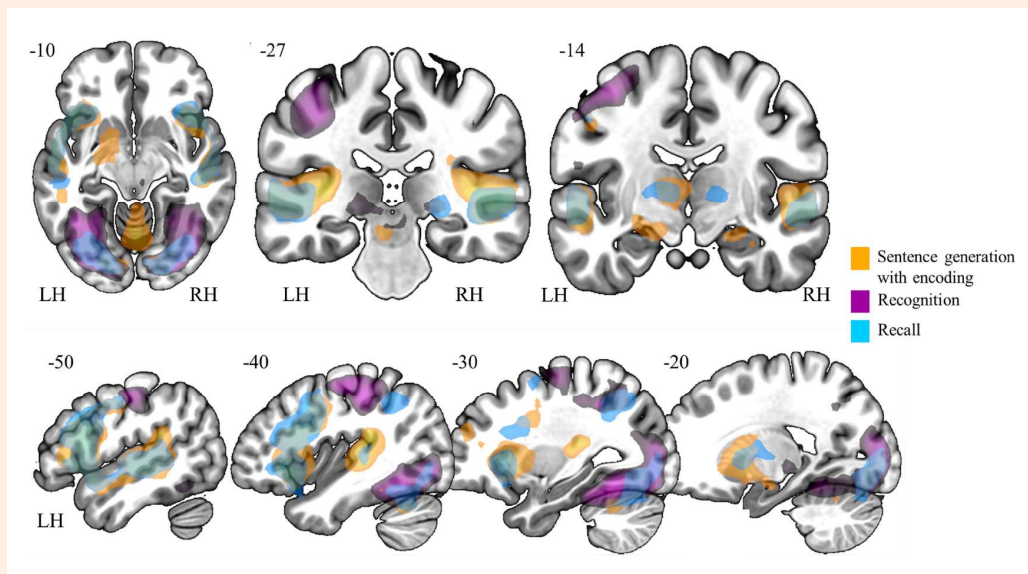 -10
-27
-14
LH
RH
LH
RH
LH
RH
Sentence generation
with encoding
Recognition
Recall
-50
-40
-30
-20
LH